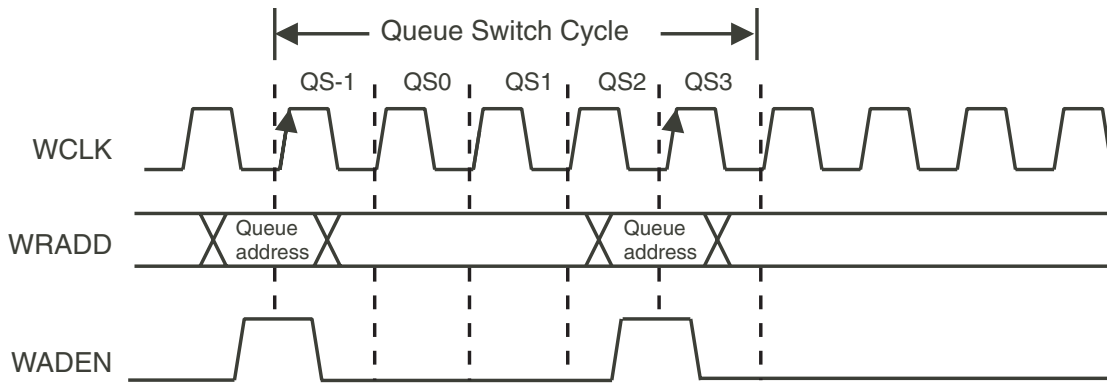 Queue Switch Cycle
QS-1 QS0 QS1 QS2 QS3
WCLK
WRADD
Queue
address
Queue
address
WADEN